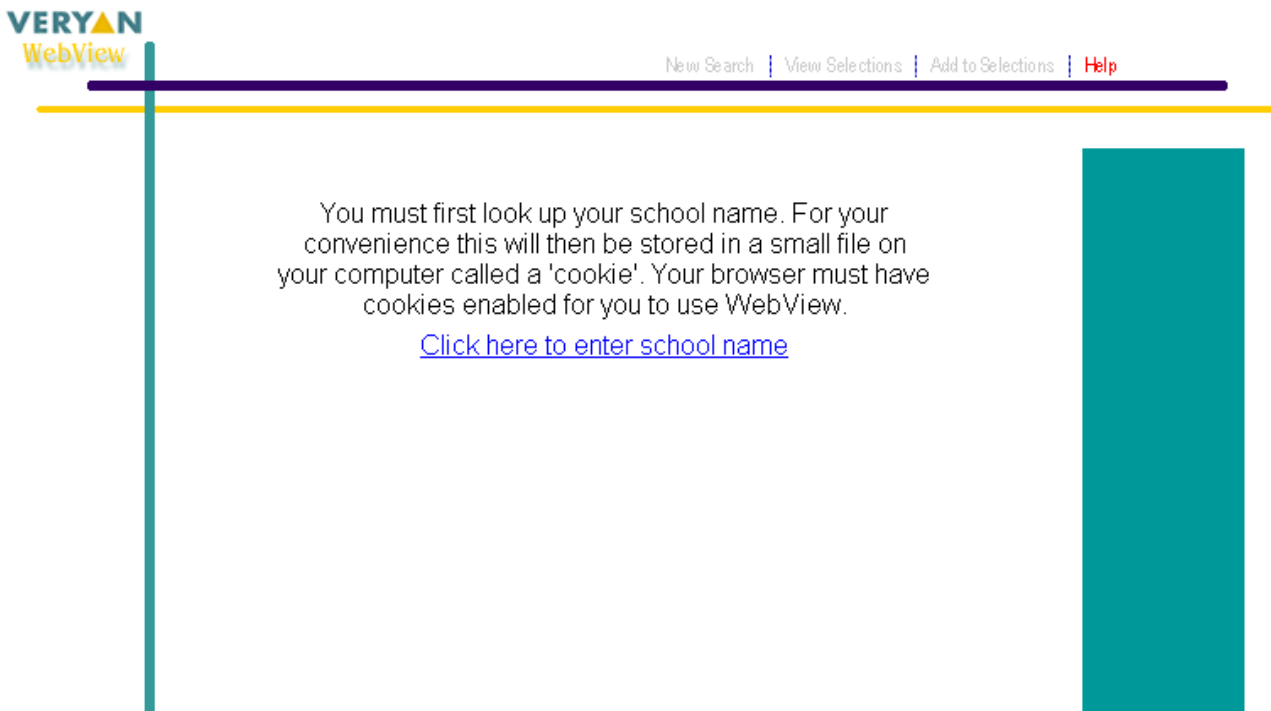 VERYAN
WebView
New Search | View Selections | Add to Selections | Help
You must first look up your school name. For your
convenience this will then be stored in a small file on
your computer called a 'cookie'. Your browser must have
cookies enabled for you to use WebView.
Click here to enter school name